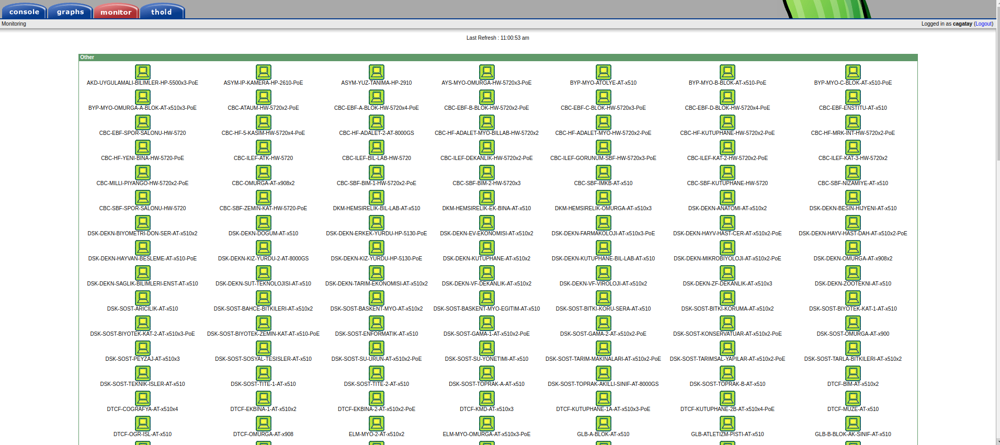 console graphs monitor thold
Monitoring Logged in as cagatay (Logout)
Last Refresh : 11:00:53 am
Other
AKD-UYGULAMALI-BILIMLER-HP-5500x3-PoE ASYM-IP-KAMERA-HP-2610-PoE ASYM-YUZ-TANIMA-HP-2910 AYS-MYO-OMURGA-HW-5720x3-PoE BYP-MYO-ATOLYE-AT-x510 BYP-MYO-B-BLOK-AT-x510-PoE BYP-MYO-C-BLOK-AT-x510-PoE
BYP-MYO-OMURGA-A-BLOK-AT-x510x3-PoE CBC-ATAUM-HW-5720x2-PoE CBC-EBF-A-BLOK-HW-5720x4-PoE CBC-EBF-B-BLOK-HW-5720x2-PoE CBC-EBF-C-BLOK-HW-5720x3-PoE CBC-EBF-D-BLOK-HW-5720x4-PoE CBC-EBF-ENSTITU-AT-x510
CBC-EBF-SPOR-SALONU-HW-5720 CBC-HF-5-KASIM-HW-5720x4-PoE CBC-HF-ADALET-2-AT-8000GS CBC-HF-ADALET-MYO-BILLAB-HW-5720x2 CBC-HF-ADALET-MYO-HW-5720x2-PoE CBC-HF-KUTUPHANE-HW-5720x2-PoE CBC-HF-MRK-INT-HW-5720x2-PoE
CBC-HF-YENI-BINA-HW-5720-PoE CBC-ILEF-ATK-HW-5720 CBC-ILEF-BIL-LAB-HW-5720 CBC-ILEF-DEKANLIK-HW-5720x2-PoE CBC-ILEF-GORUNUM-SBF-HW-5720x3-PoE CBC-ILEF-KAT-2-HW-5720x2-PoE CBC-ILEF-KAT-3-HW-5720x2
CBC-MILLI-PIYANGO-HW-5720x2-PoE CBC-OMURGA-AT-x908x2 CBC-SBF-BIM-1-HW-5720x2-PoE CBC-SBF-BIM-2-HW-5720x3 CBC-SBF-IMKB-AT-x510 CBC-SBF-KUTUPHANE-HW-5720 CBC-SBF-NIZAMIYE-AT-x510
CBC-SBF-SPOR-SALONU-HW-5720 CBC-SBF-ZEMIN-KAT-HW-5720-PoE DKM-HEMSIRELIK-BIL-LAB-AT-x510 DKM-HEMSIRELIK-EK-BINA-AT-x510 DKM-HEMSIRELIK-OMURGA-AT-x510x3 DSK-DEKN-ANATOMI-AT-x510x2 DSK-DEKN-BESIN-HIJYENI-AT-x510
DSK-DEKN-BIYOMETRI-DON-SER-AT-x510x2 DSK-DEKN-DOGUM-AT-x510 DSK-DEKN-ERKEK-YURDU-HP-5130-PoE DSK-DEKN-EV-EKONOMISI-AT-x510x2 DSK-DEKN-FARMAKOLOJI-AT-x510x3-PoE DSK-DEKN-HAYV-HAST-CER-AT-x510x2-PoE DSK-DEKN-HAYV-HAST-DAH-AT-x510x2-PoE
DSK-DEKN-HAYVAN-BESLEME-AT-x510-PoE DSK-DEKN-KIZ-YURDU-2-AT-8000GS DSK-DEKN-KIZ-YURDU-HP-5130-PoE DSK-DEKN-KUTUPHANE-AT-x510x2 DSK-DEKN-KUTUPHANE-BIL-LAB-AT-x510 DSK-DEKN-MIKROBIYOLOJI-AT-x510x2-PoE DSK-DEKN-OMURGA-AT-x908x2
DSK-DEKN-SAGLIK-BILIMLERI-ENST-AT-x510 DSK-DEKN-SUT-TEKNOLOJISI-AT-x510 DSK-DEKN-TARIM-EKONOMISI-AT-x510x2 DSK-DEKN-VF-DEKANLIK-AT-x510x2 DSK-DEKN-VF-VIROLOJI-AT-x510x2 DSK-DEKN-ZF-DEKANLIK-AT-x510x3 DSK-DEKN-ZOOTEKNI-AT-x510
DSK-SOST-ARICILIK-AT-x510 DSK-SOST-BAHCE-BITKILERI-AT-x510x2 DSK-SOST-BASKENT-MYO-AT-x510x2 DSK-SOST-BASKENT-MYO-EGITIM-AT-x510 DSK-SOST-BITKI-KORU-SERA-AT-x510 DSK-SOST-BITKI-KORUMA-AT-x510x2 DSK-SOST-BIYOTEK-KAT-1-AT-x510
DSK-SOST-BIYOTEK-KAT-2-AT-x510x3-PoE DSK-SOST-BIYOTEK-ZEMIN-KAT-AT-x510-PoE DSK-SOST-ENFORMATIK-AT-x510 DSK-SOST-GAMA-1-AT-x510x2-PoE DSK-SOST-GAMA-2-AT-x510x2-PoE DSK-SOST-KONSERVATUAR-AT-x510x2-PoE DSK-SOST-OMURGA-AT-x900
DSK-SOST-PEYZAJ-AT-x510x3 DSK-SOST-SOSYAL-TESISLER-AT-x510 DSK-SOST-SU-URUN-AT-x510x2-PoE DSK-SOST-SU-YONETIMI-AT-x510 DSK-SOST-TARIM-MAKINALARI-AT-x510x2-PoE DSK-SOST-TARIMSAL-YAPILAR-AT-x510x2-PoE DSK-SOST-TARLA-BITKILERI-AT-x510x2
DSK-SOST-TEKNIK-ISLER-AT-x510 DSK-SOST-TITE-1-AT-x510 DSK-SOST-TITE-2-AT-x510 DSK-SOST-TOPRAK-A-AT-x510 DSK-SOST-TOPRAK-AKILLI-SINIF-AT-8000GS DSK-SOST-TOPRAK-B-AT-x510 DTCF-BIM-AT-x510x2
DTCF-COGRAFYA-AT-x510x4 DTCF-EKBINA-1-AT-x510x2 DTCF-EKBINA-2-AT-x510x2-PoE DTCF-KMD-AT-x510x3 DTCF-KUTUPHANE-1A-AT-x510x3-PoE DTCF-KUTUPHANE-2B-AT-x510x4-PoE DTCF-MUZE-AT-x510
DTCF-OGR-ISL-AT-x510 DTCF-OMURGA-AT-x908 ELM-MYO-2-AT-x510x2 ELM-MYO-OMURGA-AT-x510x3-PoE GLB-A-BLOK-AT-x510 GLB-ATLETIZM-PISTI-AT-x510 GLB-B-BLOK-AK-SINIF-AT-x510